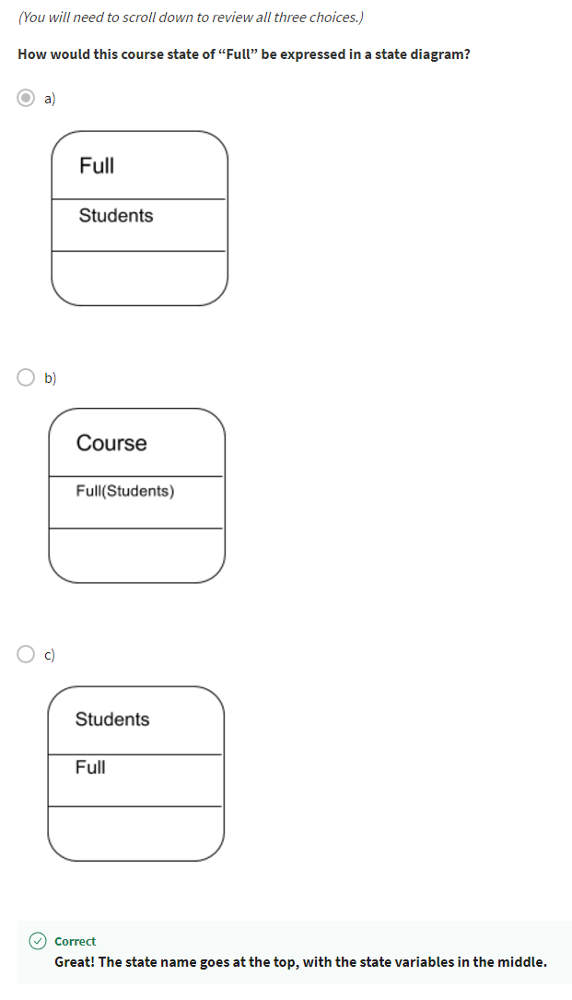 (You will need to scroll down to review all three choices.)
How would this course state of “Full” be expressed in a state diagram?
a)
Full
Students
b)
Course
Full(Students)
c)
Students
Full
Correct
Great! The state name goes at the top, with the state variables in the middle.